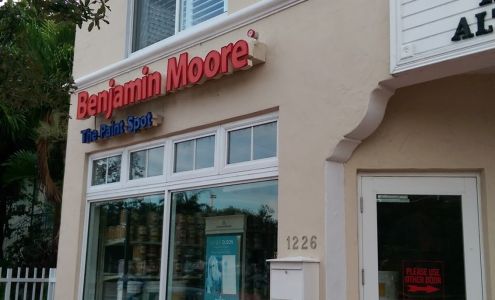 Benjamin Moore
The Paint Spot
1226
PLEASE USE
OTHER DOOR